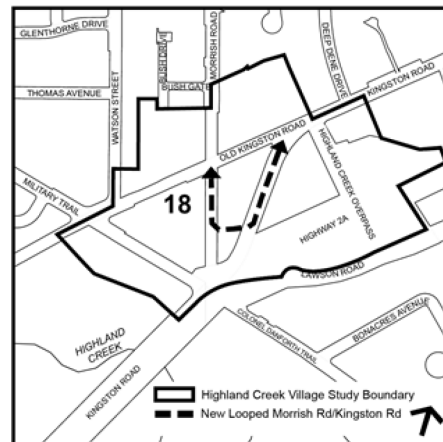 GLENTHORNE DRIVE
BUSH DRIVE
MORRISH ROAD
DEEP DENE DRIVE
KINGSTON ROAD
THOMAS AVENUE
WATSON STREET
BUSH GATE
OLD KINGSTON ROAD
HIGHLAND CREEK OVERPASS
MILITARY TRAIL
18
HIGHWAY 2A
LAWSON ROAD
COLONEL DANFORTH TRAIL
BONACRES AVENUE
HIGHLAND
CREEK
KINGSTON ROAD
Highland Creek Village Study Boundary
New Looped Morrish Rd/Kingston Rd